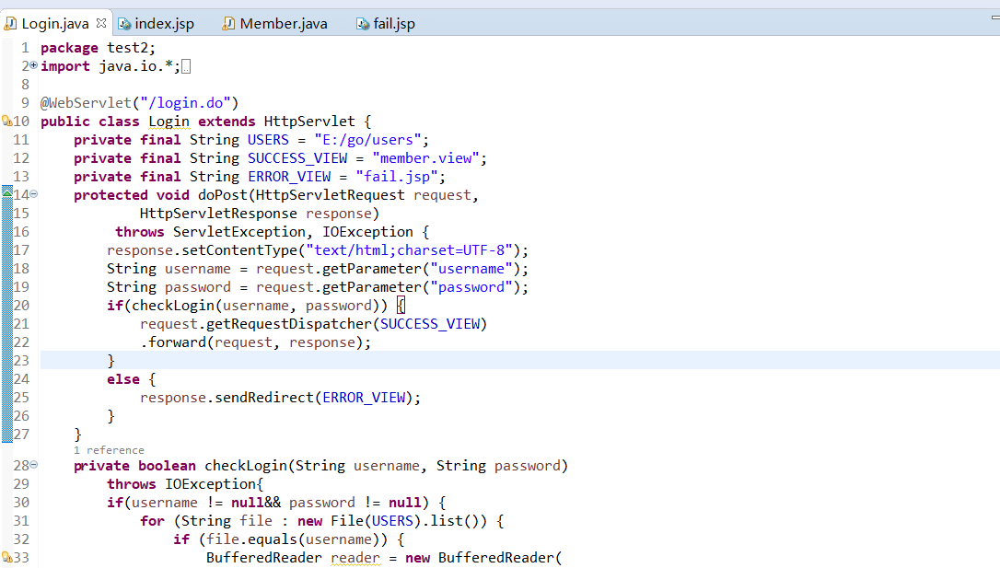 Login.java index.jsp Member.java fail.jsp
1 package test2;
2 import java.io.*;
8
9 @WebServlet("/login.do")
10 public class Login extends HttpServlet {
11 private final String USERS = "E:/go/users";
12 private final String SUCCESS_VIEW = "member.view";
13 private final String ERROR_VIEW = "fail.jsp";
14 protected void doPost(HttpServletRequest request,
15 HttpServletResponse response)
16 throws ServletException, IOException {
17 response.setContentType("text/html;charset=UTF-8");
18 String username = request.getParameter("username");
19 String password = request.getParameter("password");
20 if(checkLogin(username, password)) {
21 request.getRequestDispatcher(SUCCESS_VIEW)
22 .forward(request, response);
23 }
24 else {
25 response.sendRedirect(ERROR_VIEW);
26 }
27 }
1 reference
28 private boolean checkLogin(String username, String password)
29 throws IOException{
30 if(username != null&& password != null) {
31 for (String file : new File(USERS).list()) {
32 if (file.equals(username)) {
33 BufferedReader reader = new BufferedReader(